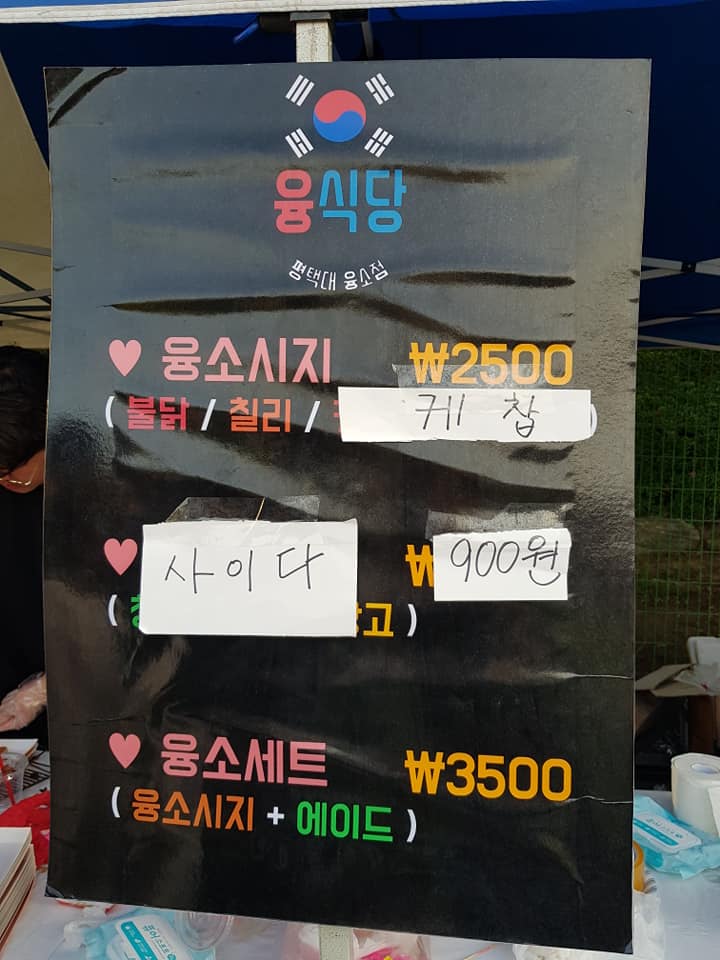 융식당
평택대 융소점
융소시지 ₩2500
( 불닭 / 칠리 / 케찹 )
사이다 ₩ 900원
( 고 )
융소세트 ₩3500
( 융소시지 + 에이드 )